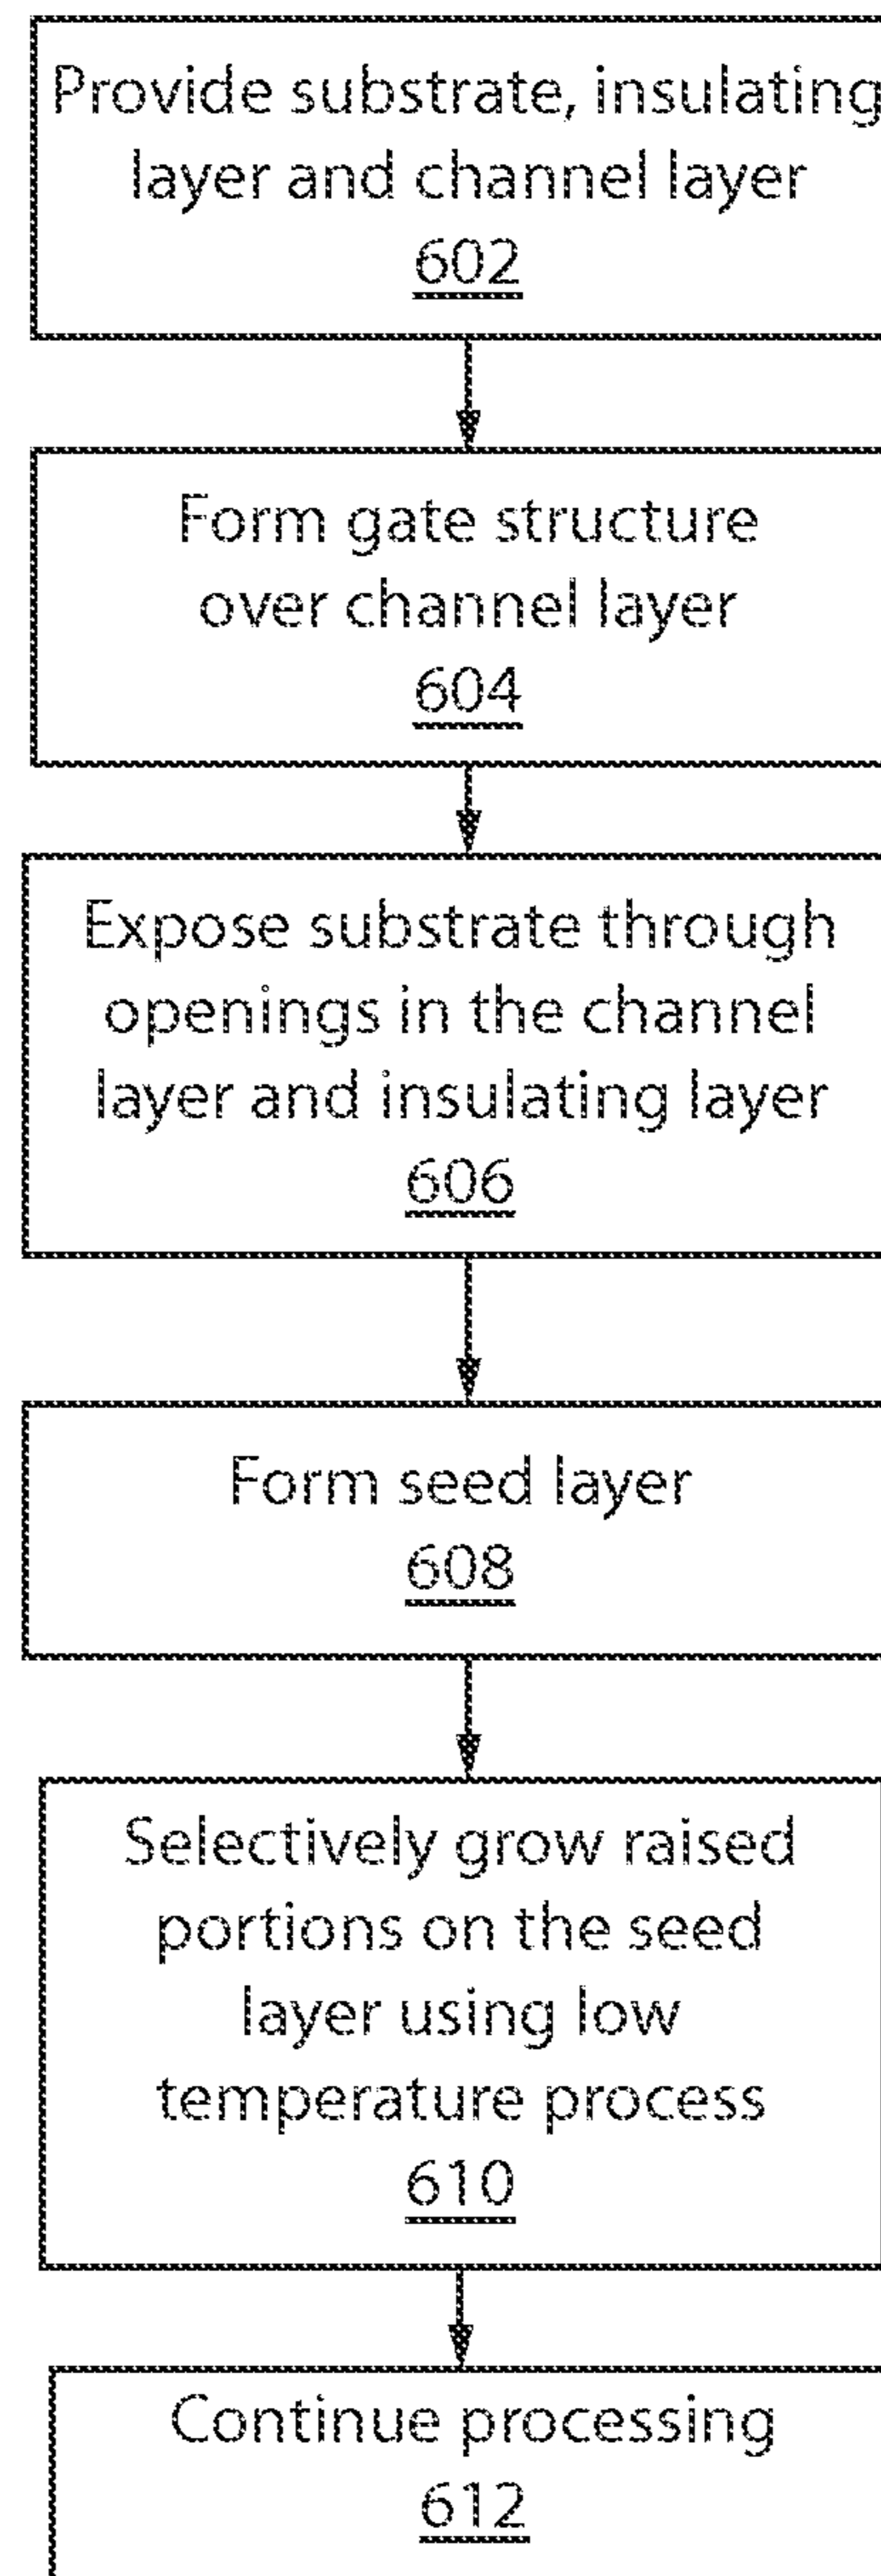 Provide substrate, insulating
layer and channel layer
602
Form gate structure
over channel layer
604
Expose substrate through
openings in the channel
layer and insulating layer
606
Form seed layer
608
Selectively grow raised
portions on the seed
layer using low
temperature process
610
Continue processing
612